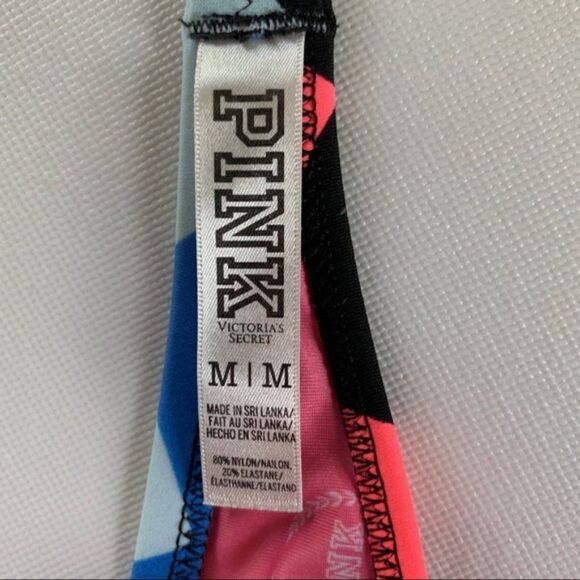 PINK
VICTORIA'S
SECRET
M | M
MADE IN SRI LANKA/
FAIT AU SRI LANKA/
HECHO EN SRI LANKA
80% NYLON/NAILON,
20% ELASTANE/
ÉLASTHANNE/ELASTANO
NK